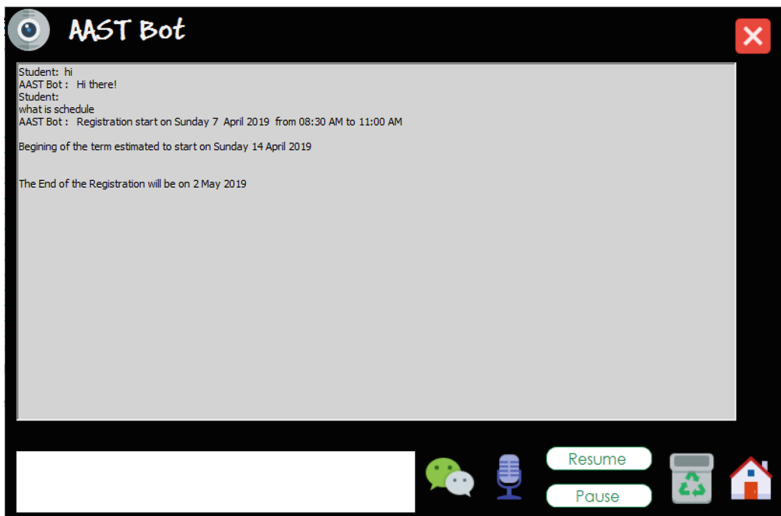 AAST Bot
Student: hi
AAST Bot : Hi there!
Student:
what is schedule
AAST Bot : Registration start on Sunday 7 April 2019 from 08:30 AM to 11:00 AM
Begining of the term estimated to start on Sunday 14 April 2019
The End of the Registration will be on 2 May 2019
Resume
Pause